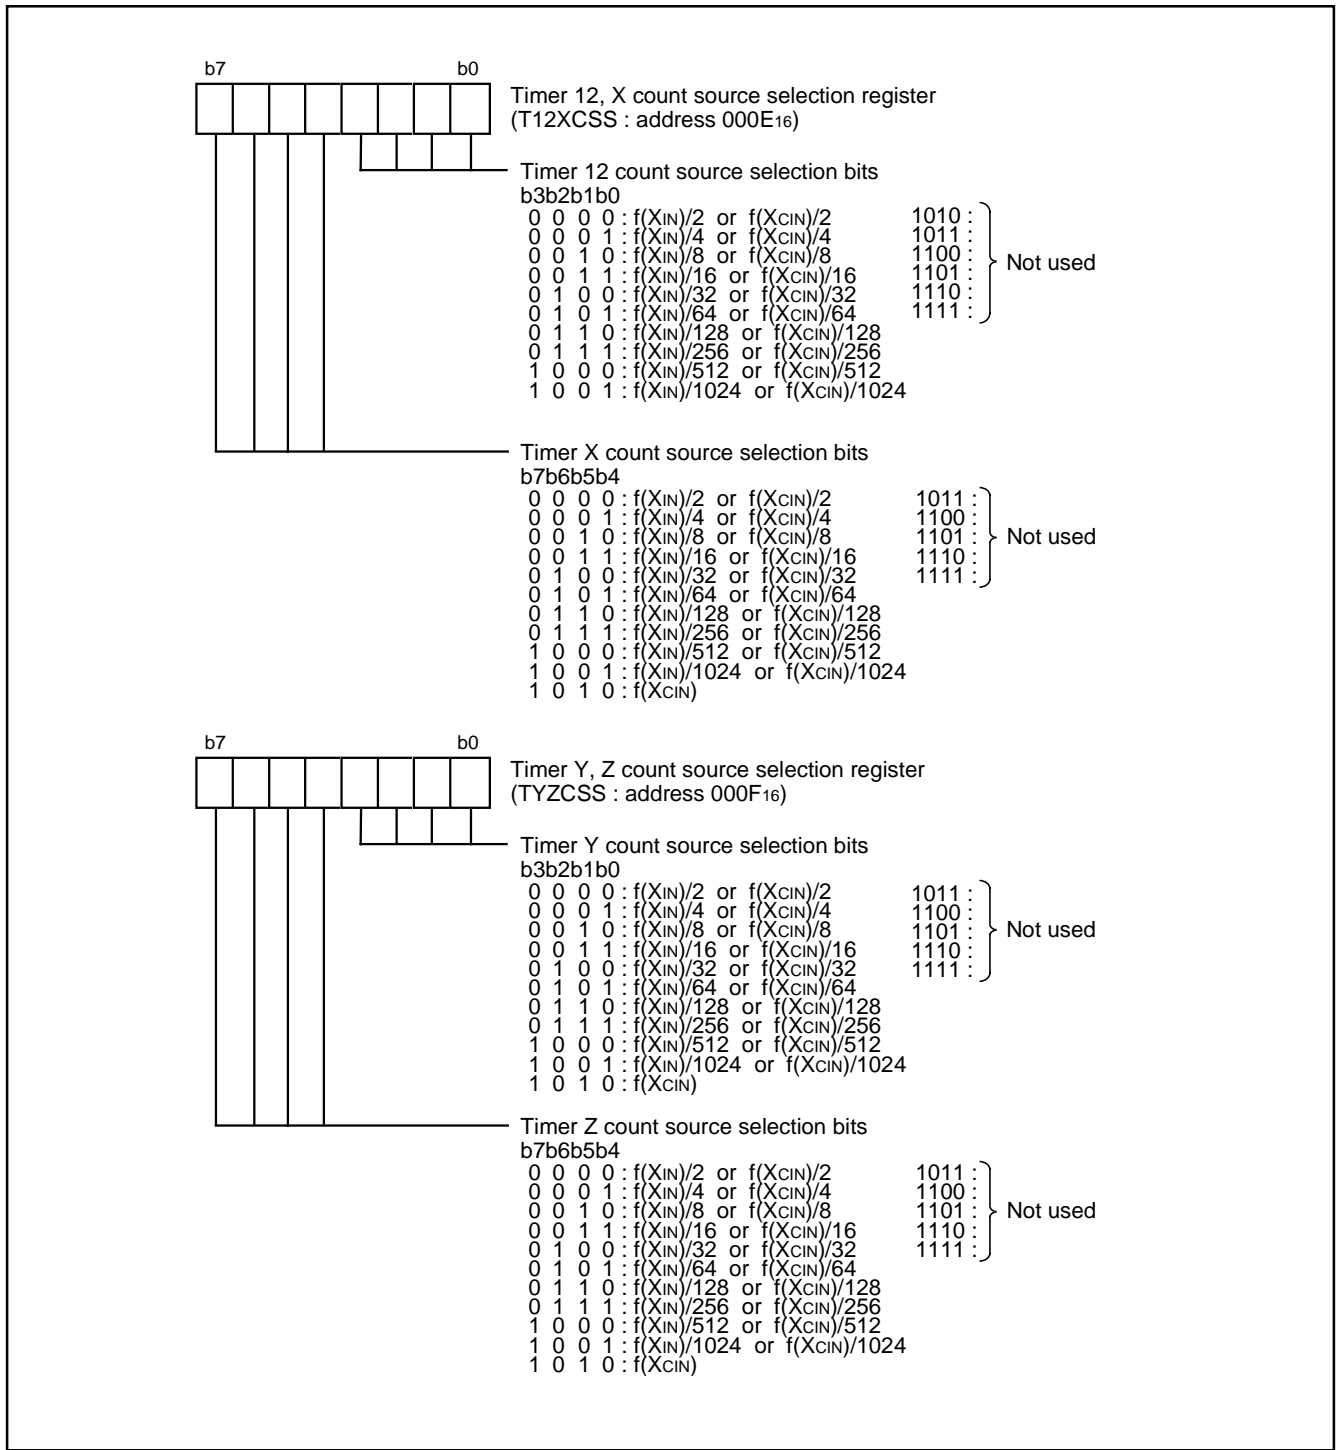 b7 b0
Timer 12, X count source selection register
(T12XCSS : address 000E16)
Timer 12 count source selection bits
b3b2b1b0
0 0 0 0 : f(XIN)/2 or f(XCIN)/2 1010 :
0 0 0 1 : f(XIN)/4 or f(XCIN)/4 1011 :
0 0 1 0 : f(XIN)/8 or f(XCIN)/8 1100 : Not used
0 0 1 1 : f(XIN)/16 or f(XCIN)/16 1101 :
0 1 0 0 : f(XIN)/32 or f(XCIN)/32 1110 :
0 1 0 1 : f(XIN)/64 or f(XCIN)/64 1111 :
0 1 1 0 : f(XIN)/128 or f(XCIN)/128
0 1 1 1 : f(XIN)/256 or f(XCIN)/256
1 0 0 0 : f(XIN)/512 or f(XCIN)/512
1 0 0 1 : f(XIN)/1024 or f(XCIN)/1024
Timer X count source selection bits
b7b6b5b4
0 0 0 0 : f(XIN)/2 or f(XCIN)/2 1011 :
0 0 0 1 : f(XIN)/4 or f(XCIN)/4 1100 :
0 0 1 0 : f(XIN)/8 or f(XCIN)/8 1101 : Not used
0 0 1 1 : f(XIN)/16 or f(XCIN)/16 1110 :
0 1 0 0 : f(XIN)/32 or f(XCIN)/32 1111 :
0 1 0 1 : f(XIN)/64 or f(XCIN)/64
0 1 1 0 : f(XIN)/128 or f(XCIN)/128
0 1 1 1 : f(XIN)/256 or f(XCIN)/256
1 0 0 0 : f(XIN)/512 or f(XCIN)/512
1 0 0 1 : f(XIN)/1024 or f(XCIN)/1024
1 0 1 0 : f(XCIN)
b7 b0
Timer Y, Z count source selection register
(TYZCSS : address 000F16)
Timer Y count source selection bits
b3b2b1b0
0 0 0 0 : f(XIN)/2 or f(XCIN)/2 1011 :
0 0 0 1 : f(XIN)/4 or f(XCIN)/4 1100 :
0 0 1 0 : f(XIN)/8 or f(XCIN)/8 1101 : Not used
0 0 1 1 : f(XIN)/16 or f(XCIN)/16 1110 :
0 1 0 0 : f(XIN)/32 or f(XCIN)/32 1111 :
0 1 0 1 : f(XIN)/64 or f(XCIN)/64
0 1 1 0 : f(XIN)/128 or f(XCIN)/128
0 1 1 1 : f(XIN)/256 or f(XCIN)/256
1 0 0 0 : f(XIN)/512 or f(XCIN)/512
1 0 0 1 : f(XIN)/1024 or f(XCIN)/1024
1 0 1 0 : f(XCIN)
Timer Z count source selection bits
b7b6b5b4
0 0 0 0 : f(XIN)/2 or f(XCIN)/2 1011 :
0 0 0 1 : f(XIN)/4 or f(XCIN)/4 1100 :
0 0 1 0 : f(XIN)/8 or f(XCIN)/8 1101 : Not used
0 0 1 1 : f(XIN)/16 or f(XCIN)/16 1110 :
0 1 0 0 : f(XIN)/32 or f(XCIN)/32 1111 :
0 1 0 1 : f(XIN)/64 or f(XCIN)/64
0 1 1 0 : f(XIN)/128 or f(XCIN)/128
0 1 1 1 : f(XIN)/256 or f(XCIN)/256
1 0 0 0 : f(XIN)/512 or f(XCIN)/512
1 0 0 1 : f(XIN)/1024 or f(XCIN)/1024
1 0 1 0 : f(XCIN)